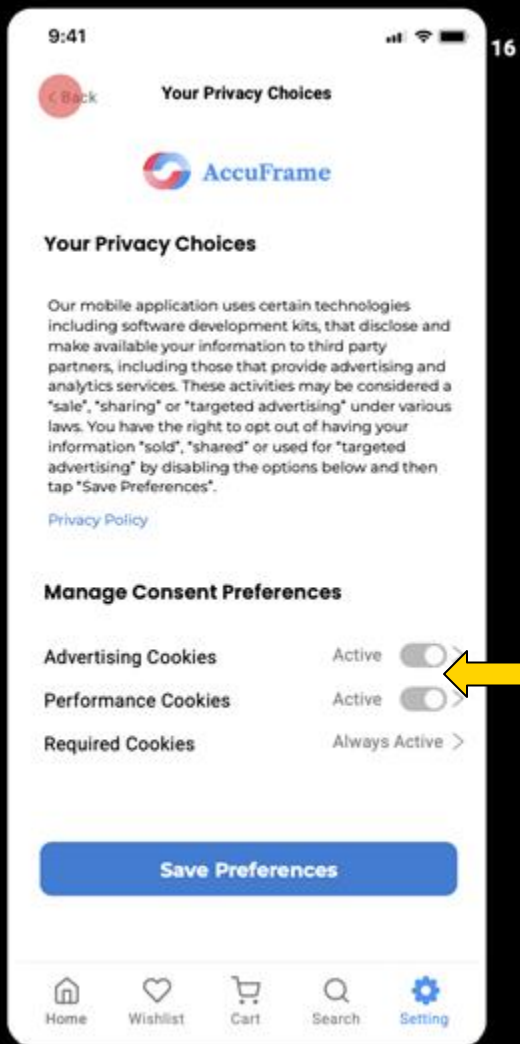 9:41
16
< Back
Your Privacy Choices
AccuFrame
Your Privacy Choices
Our mobile application uses certain technologies
including software development kits, that disclose and
make available your information to third party
partners, including those that provide advertising and
analytics services. These activities may be considered a
"sale", "sharing" or "targeted advertising" under various
laws. You have the right to opt out of having your
information "sold", "shared" or used for "targeted
advertising" by disabling the options below and then
tap "Save Preferences".
Privacy Policy
Manage Consent Preferences
Advertising Cookies Active >
Performance Cookies Active >
Required Cookies Always Active >
Save Preferences
Home Wishlist Cart Search Setting